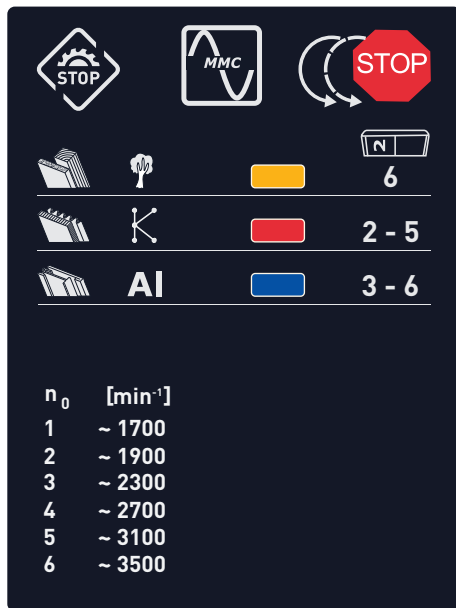 STOP
MMC
STOP
2
6
2 - 5
Al 3 - 6
n0 [min-1]
1 ~ 1700
2 ~ 1900
3 ~ 2300
4 ~ 2700
5 ~ 3100
6 ~ 3500